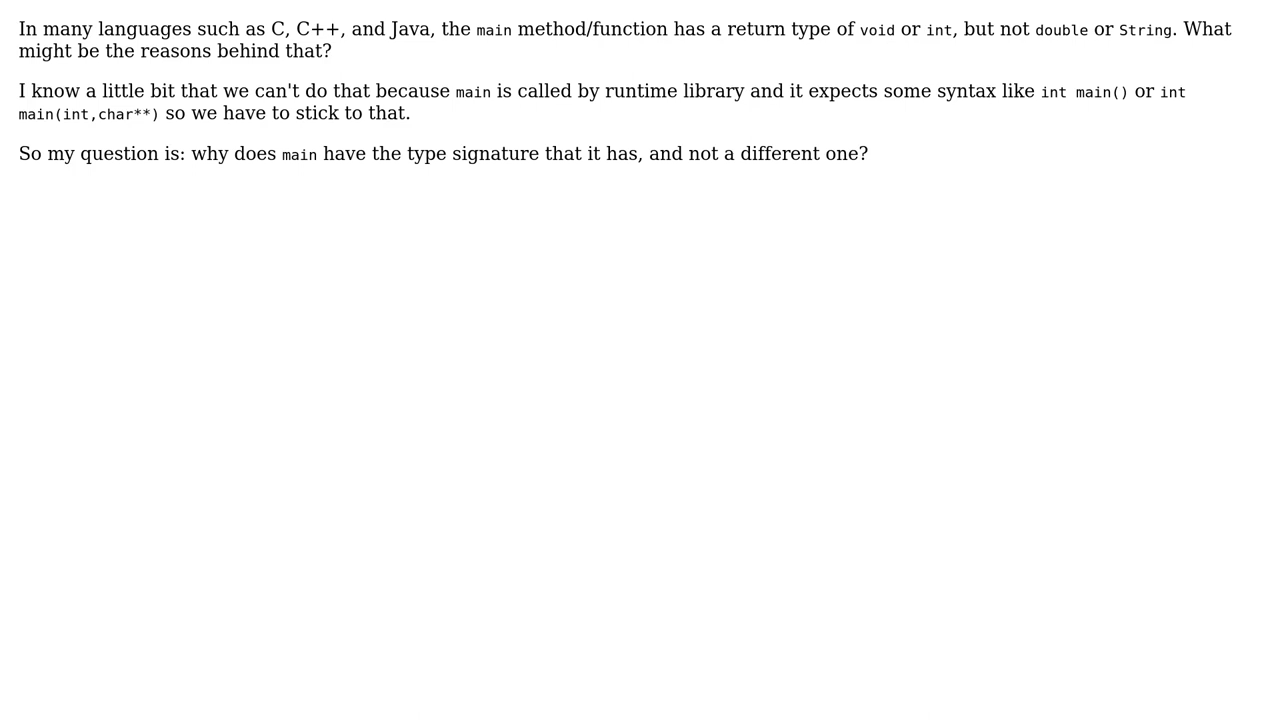 In many languages such as C, C++, and Java, the main method/function has a return type of void or int, but not double or String. What
might be the reasons behind that?
I know a little bit that we can't do that because main is called by runtime library and it expects some syntax like int main() or int
main(int,char**) so we have to stick to that.
So my question is: why does main have the type signature that it has, and not a different one?